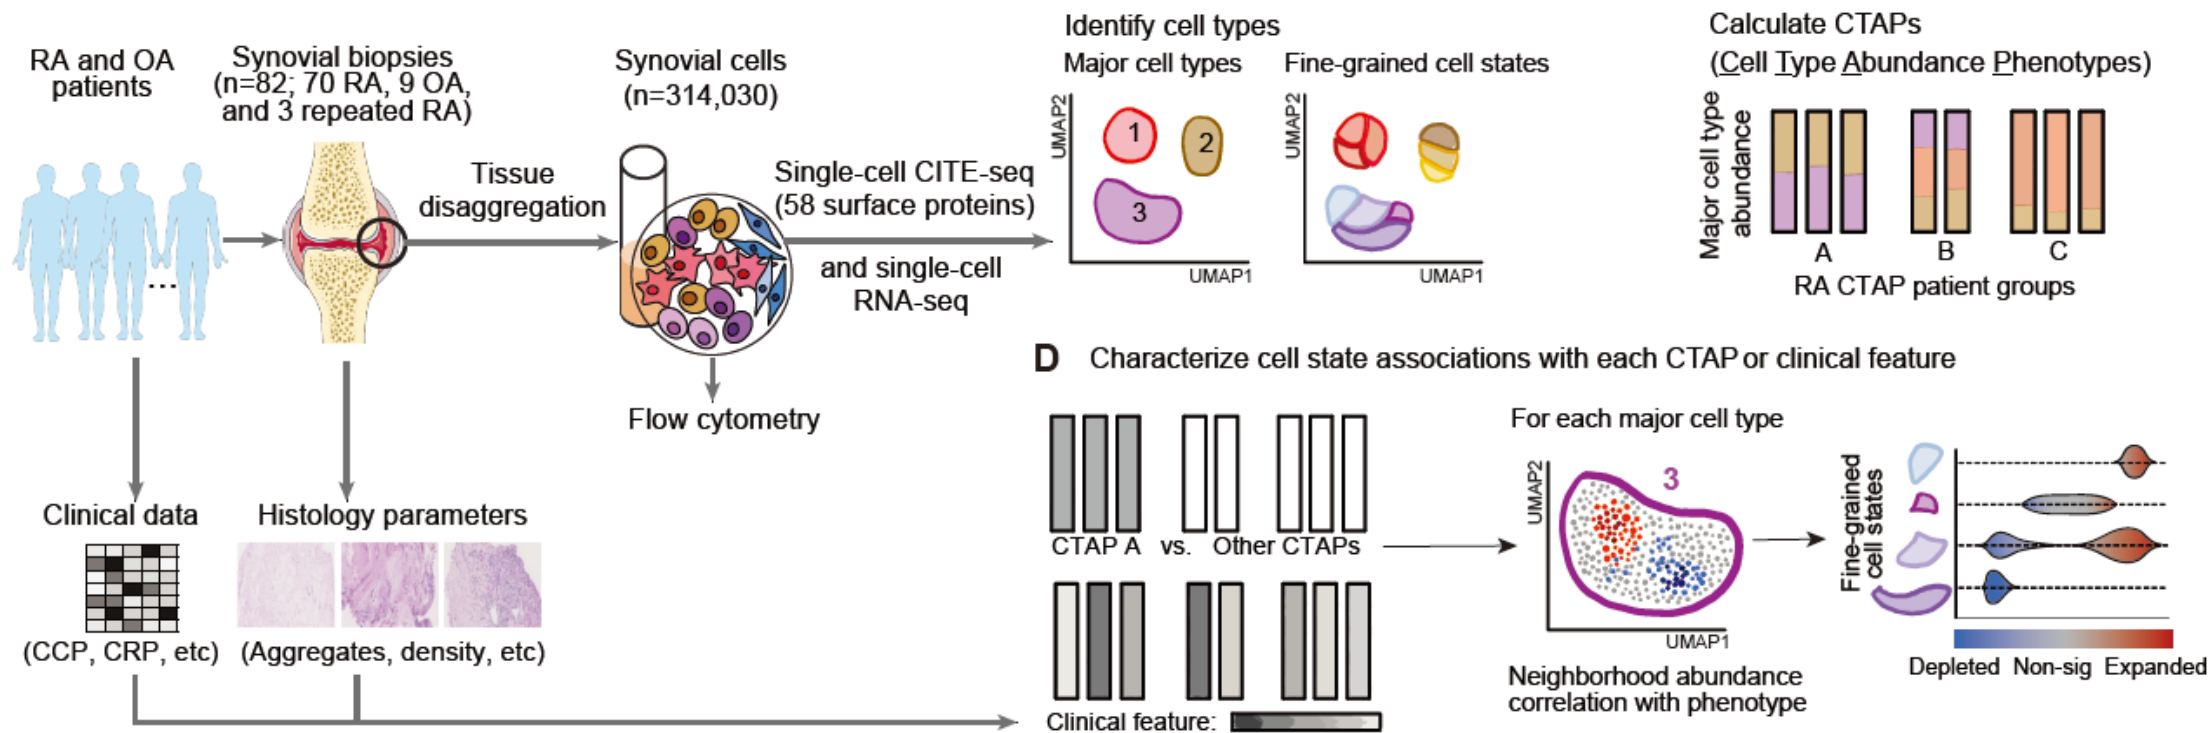 RA and OA
patients
Synovial biopsies
(n=82; 70 RA, 9 OA,
and 3 repeated RA)
Tissue
disaggregation
Synovial cells
(n=314,030)
Single-cell CITE-seq
(58 surface proteins)
and single-cell
RNA-seq
Flow cytometry
Clinical data
(CCP, CRP, etc)
Histology parameters
(Aggregates, density, etc)
Identify cell types
Major cell types
UMAP2
1
2
3
UMAP1
Fine-grained cell states
UMAP2
UMAP1
Calculate CTAPs
(Cell Type Abundance Phenotypes)
Major cell type
abundance
A
B
C
RA CTAP patient groups
D Characterize cell state associations with each CTAP or clinical feature
CTAP A vs. Other CTAPs
Clinical feature:
For each major cell type
UMAP2
3
UMAP1
Neighborhood abundance
correlation with phenotype
Fine-grained
cell states
Depleted Non-sig Expanded